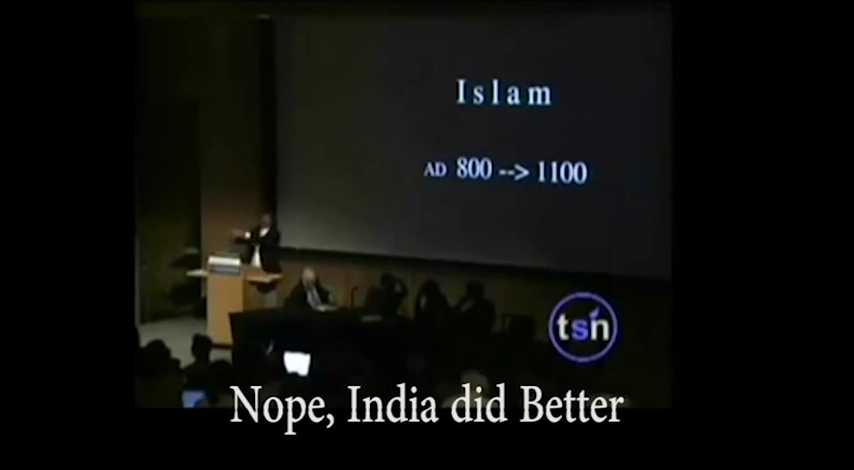 Islam
AD 800 --> 1100
tsn
Nope, India did Better